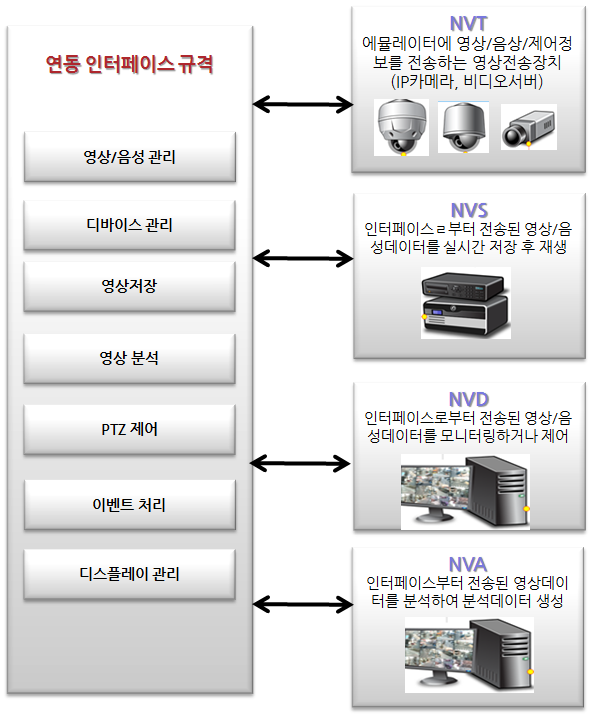 연동 인터페이스 규격
영상/음성 관리
디바이스 관리
영상저장
영상 분석
PTZ 제어
이벤트 처리
디스플레이 관리
NVT
에뮬레이터에 영상/음상/제어정
보를 전송하는 영상전송장치
(IP카메라, 비디오서버)
NVS
인터페이스ㄹ부터 전송된 영상/음
성데이터를 실시간 저장 후 재생
NVD
인터페이스로부터 전송된 영상/음
성데이터를 모니터링하거나 제어
NVA
인터페이스부터 전송된 영상데이
터를 분석하여 분석데이터 생성